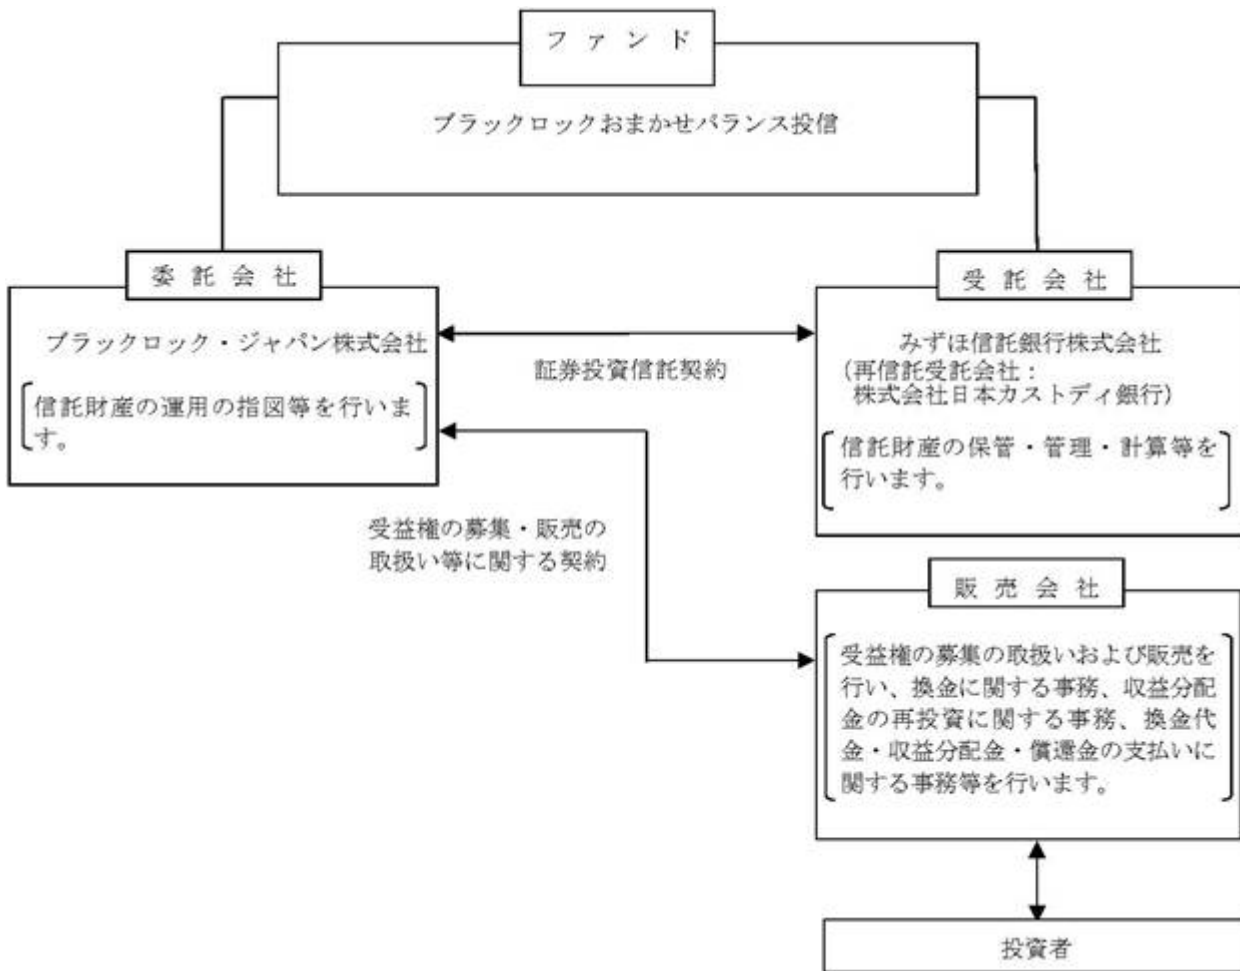 ファンド
ブラックロックおまかせバランス投信
委託会社
ブラックロック・ジャパン株式会社
信託財産の運用の指図等を行いま
す。
証券投資信託契約
受託会社
みずほ信託銀行株式会社
(再信託受託会社：
株式会社日本カストディ銀行)
信託財産の保管・管理・計算等を
行います。
受益権の募集・販売の
取扱い等に関する契約
販売会社
受益権の募集の取扱いおよび販売を
行い、換金に関する事務、収益分配
金の再投資に関する事務、換金代
金・収益分配金・償還金の支払いに
関する事務等を行います。
投資者